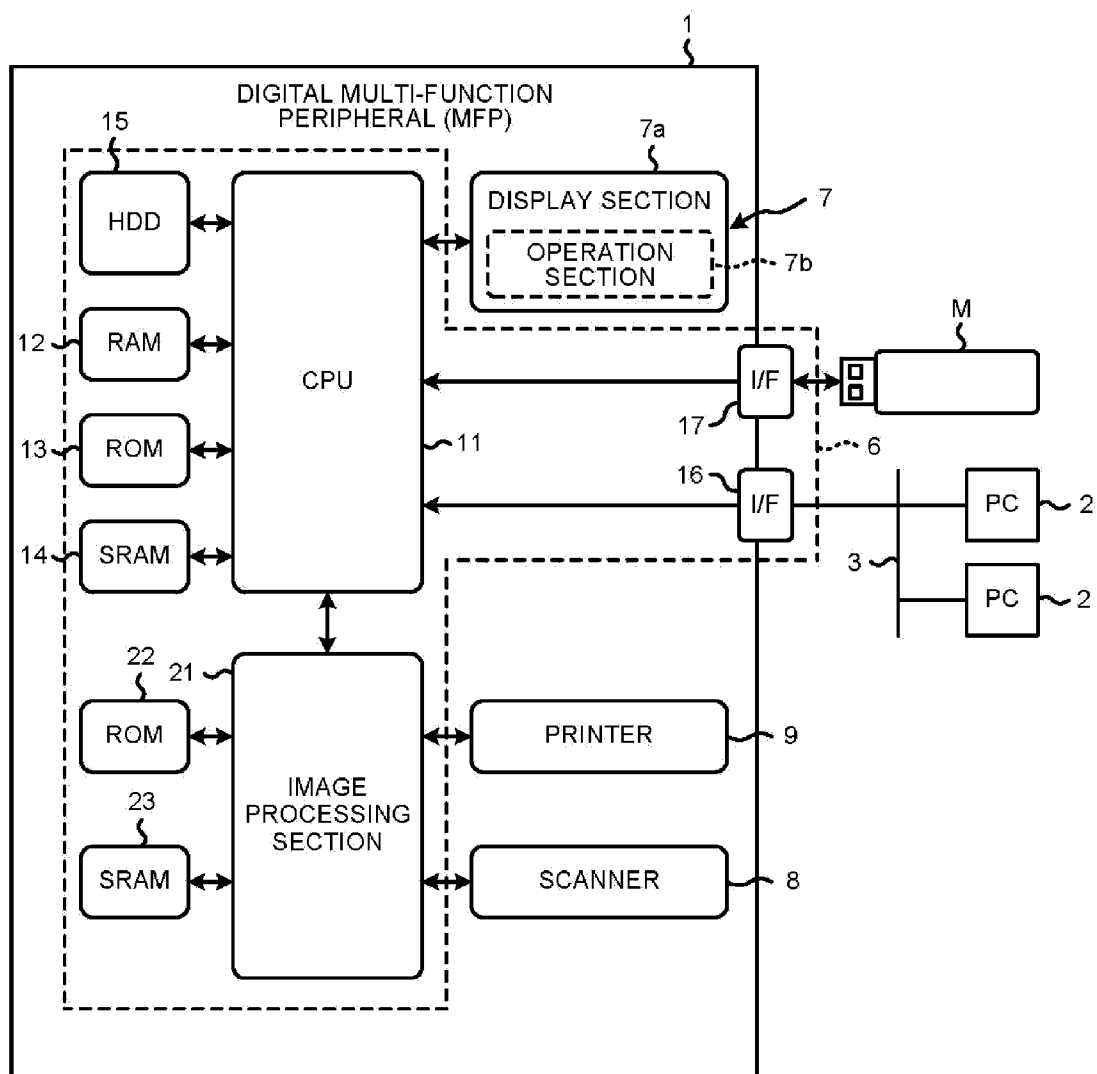 1
DIGITAL MULTI-FUNCTION
PERIPHERAL (MFP)
15
7a
HDD
DISPLAY SECTION
7
OPERATION
SECTION
7b
12
RAM
CPU
M
I/F
17
13
ROM
11
6
16
I/F
PC
2
14
SRAM
3
PC
2
22
21
ROM
PRINTER
9
IMAGE
PROCESSING
SECTION
23
SRAM
SCANNER
8